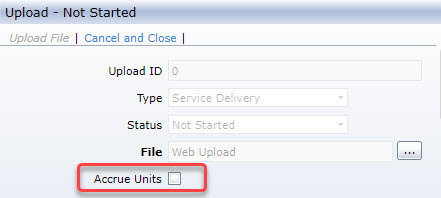 Upload - Not Started
Upload File | Cancel and Close |
Upload ID 0
Type Service Delivery
Status Not Started
File Web Upload ...
Accrue Units